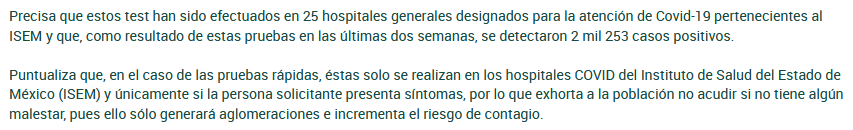 Precisa que estos test han sido efectuados en 25 hospitales generales designados para la atención de Covid-19 pertenecientes al
ISEM y que, como resultado de estas pruebas en las últimas dos semanas, se detectaron 2 mil 253 casos positivos.
Puntualiza que, en el caso de las pruebas rápidas, éstas solo se realizan en los hospitales COVID del Instituto de Salud del Estado de
México (ISEM) y únicamente si la persona solicitante presenta síntomas, por lo que exhorta a la población no acudir si no tiene algún
malestar, pues ello sólo generará aglomeraciones e incrementa el riesgo de contagio.